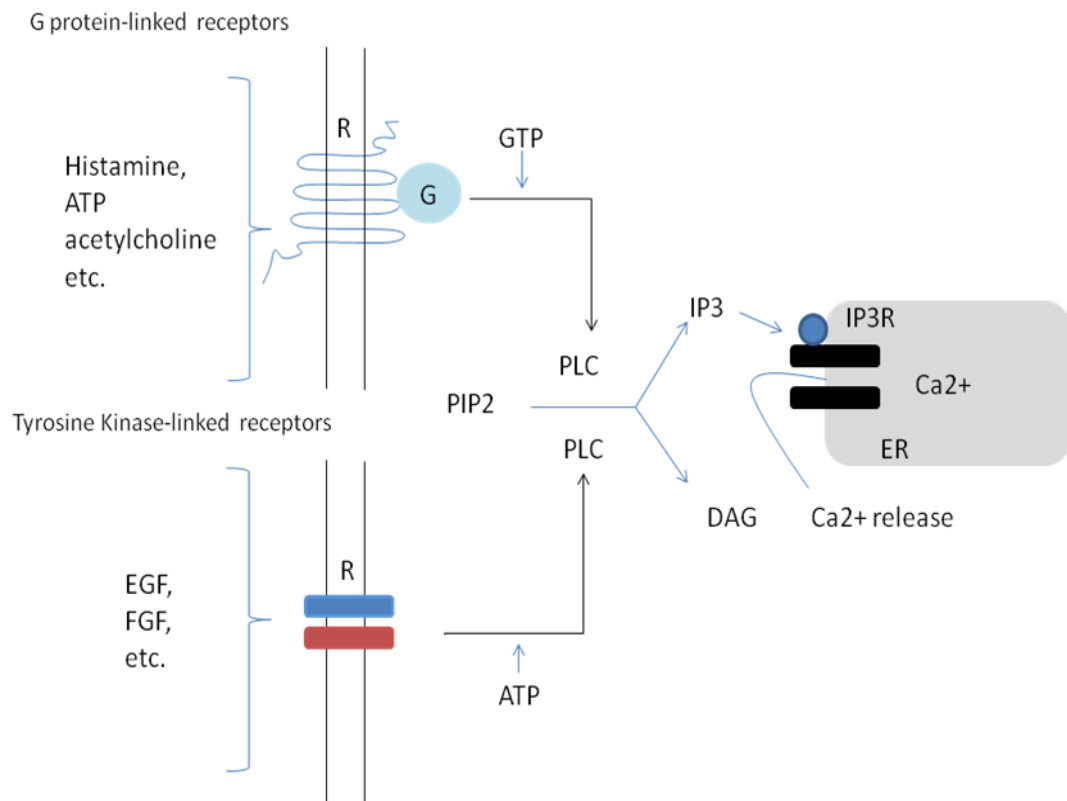 G protein-linked receptors
R
Histamine,
ATP
acetylcholine
etc.
G
GTP
PLC
IP3
IP3R
Ca2+
ER
PIP2
Tyrosine Kinase-linked receptors
PLC
DAG
Ca2+ release
R
EGF,
FGF,
etc.
ATP